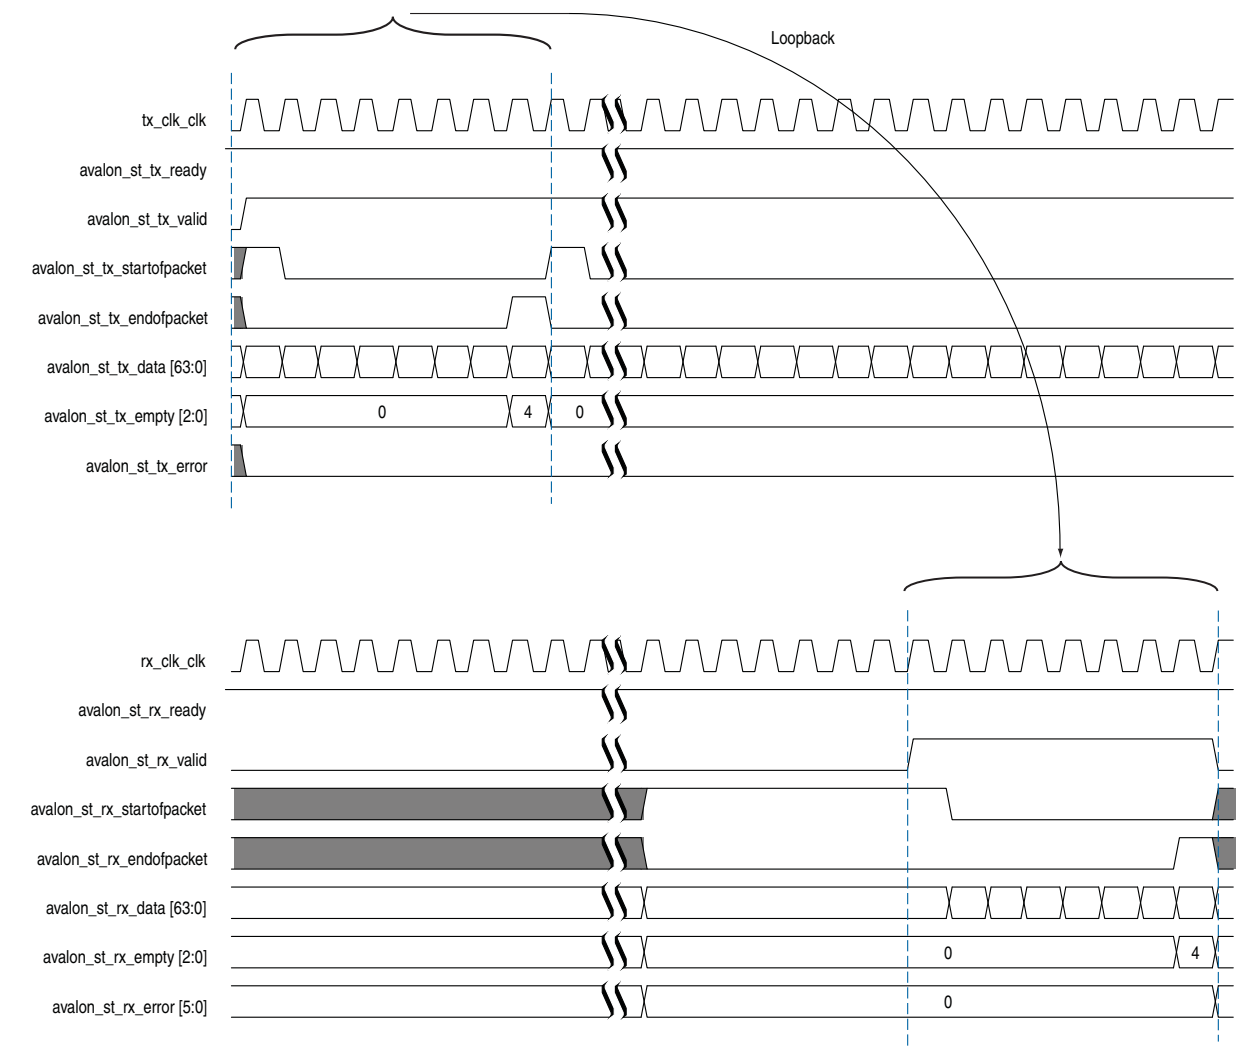 Loopback
tx_clk_clk
avalon_st_tx_ready
avalon_st_tx_valid
avalon_st_tx_startofpacket
avalon_st_tx_endofpacket
avalon_st_tx_data [63:0]
avalon_st_tx_empty [2:0] 0 4 0
avalon_st_tx_error
rx_clk_clk
avalon_st_rx_ready
avalon_st_rx_valid
avalon_st_rx_startofpacket
avalon_st_rx_endofpacket
avalon_st_rx_data [63:0]
avalon_st_rx_empty [2:0] 0 4
avalon_st_rx_error [5:0] 0